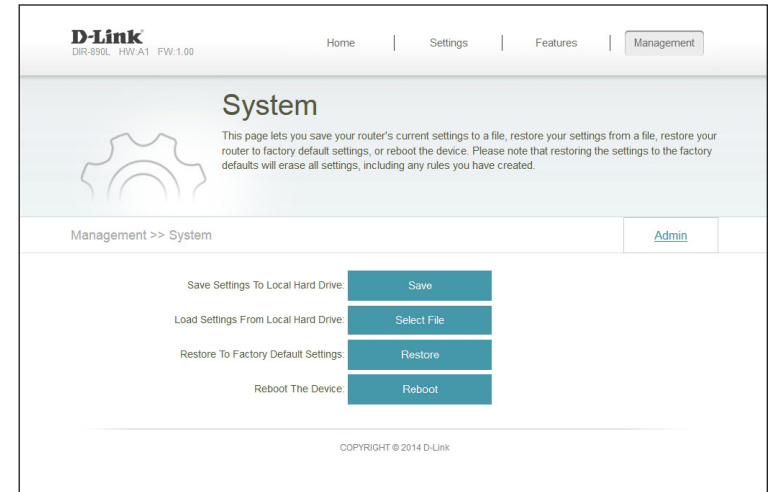 D-Link
DIR-890L HW:A1 FW:1.00
Home
Settings
Features
Management
System
This page lets you save your router's current settings to a file, restore your settings from a file, restore your
router to factory default settings, or reboot the device. Please note that restoring the settings to the factory
defaults will erase all settings, including any rules you have created.
Management >> System
Admin
Save Settings To Local Hard Drive:
Save
Load Settings From Local Hard Drive:
Select File
Restore To Factory Default Settings:
Restore
Reboot The Device:
Reboot
COPYRIGHT © 2014 D-Link